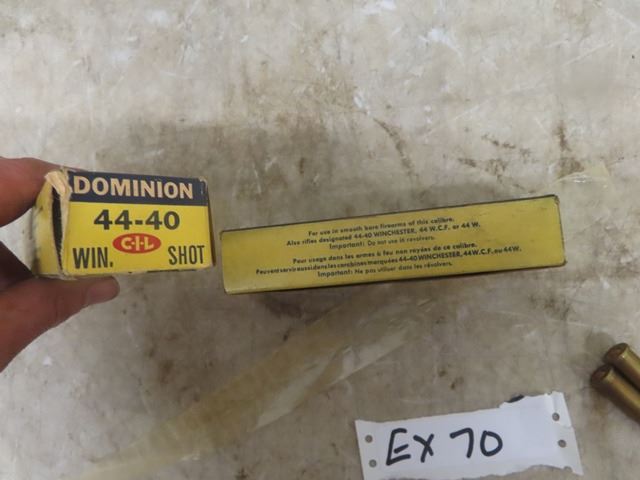 DOMINION
44-40
C-I-L
WIN. SHOT
For use in smooth bore firearms of this calibre.
Also rifles designated 44-40 WINCHESTER, 44 W.C.F. or 44 W.
Important: Do not use in revolvers.
Pour usage dans les armes à feu non rayées de ce calibre.
Peuvent servir aussi dans les carabines marquées 44-40 WINCHESTER, 44 W.C.F. ou 44W.
Important: Ne pas utiliser dans les révolvers.
EX 70